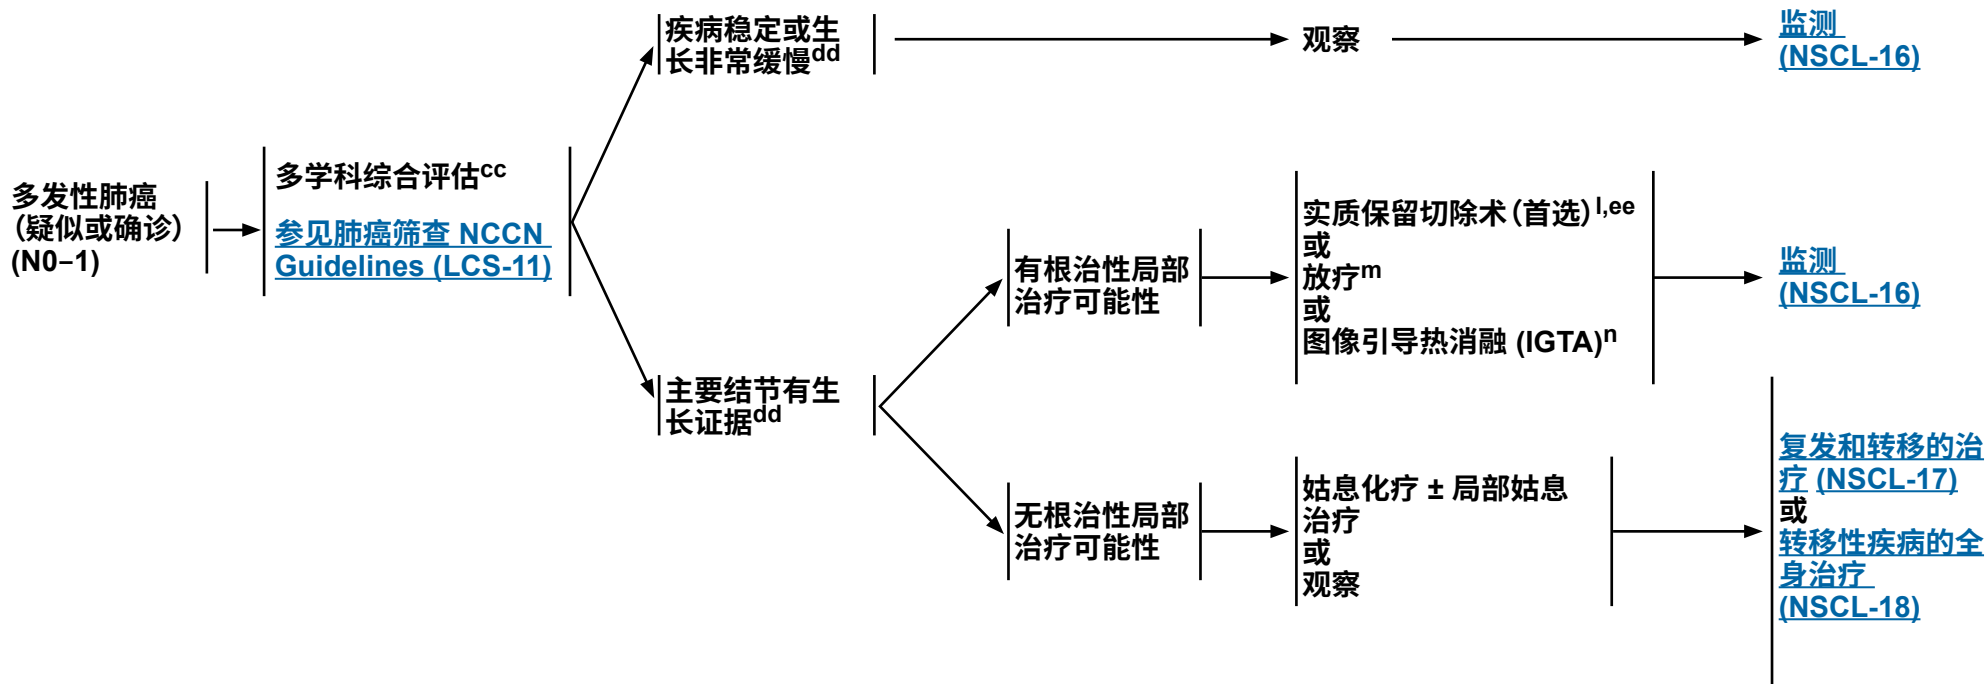 多发性肺癌
（疑似或确诊）
(N0–1)
多学科综合评估cc
参见肺癌筛查 NCCN
Guidelines (LCS-11)
疾病稳定或生
长非常缓慢dd
观察
监测
(NSCL-16)
主要结节有生
长证据dd
有根治性局部
治疗可能性
实质保留切除术（首选）l,ee
或
放疗m
或
图像引导热消融 (IGTA)n
监测
(NSCL-16)
无根治性局部
治疗可能性
姑息化疗 ± 局部姑息
治疗
或
观察
复发和转移的治
疗 (NSCL-17)
或
转移性疾病的全
身治疗
(NSCL-18)